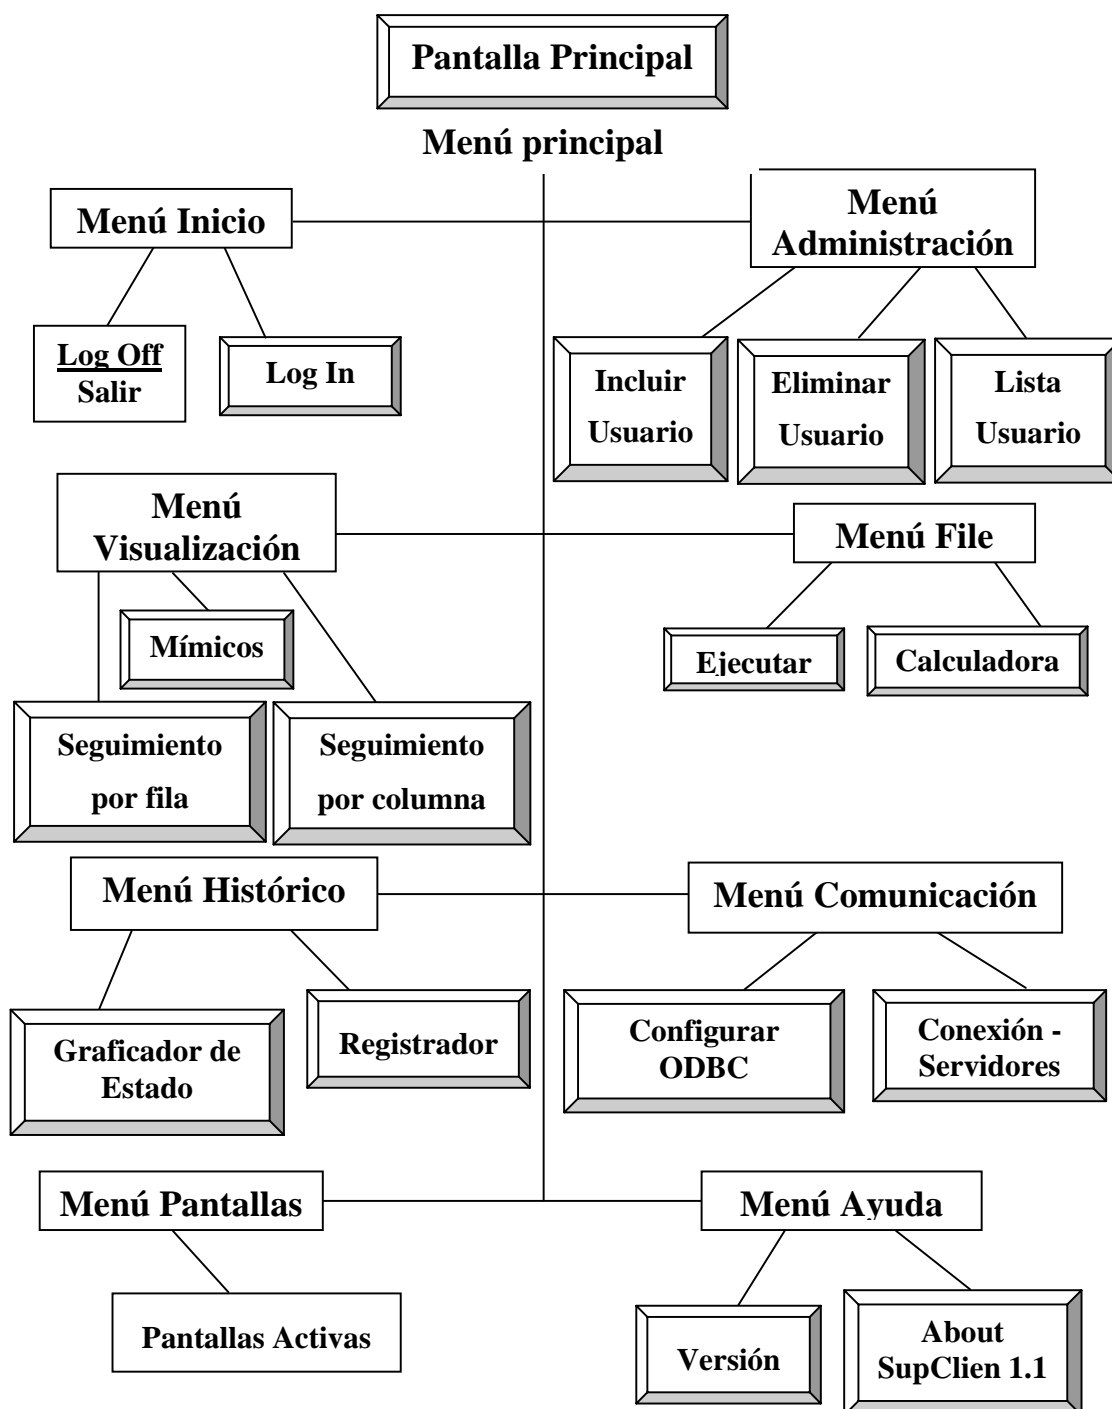 Pantalla Principal
Menú principal
Menú Inicio
Menú
Administración
Log Off
Salir
Log In
Incluir
Usuario
Eliminar
Usuario
Lista
Usuario
Menú
Visualización
Menú File
Mímicos
Ejecutar
Calculadora
Seguimiento
por fila
Seguimiento
por columna
Menú Histórico
Menú Comunicación
Graficador de
Estado
Registrador
Configurar
ODBC
Conexión -
Servidores
Menú Pantallas
Menú Ayuda
Pantallas Activas
Versión
About
SupClien 1.1